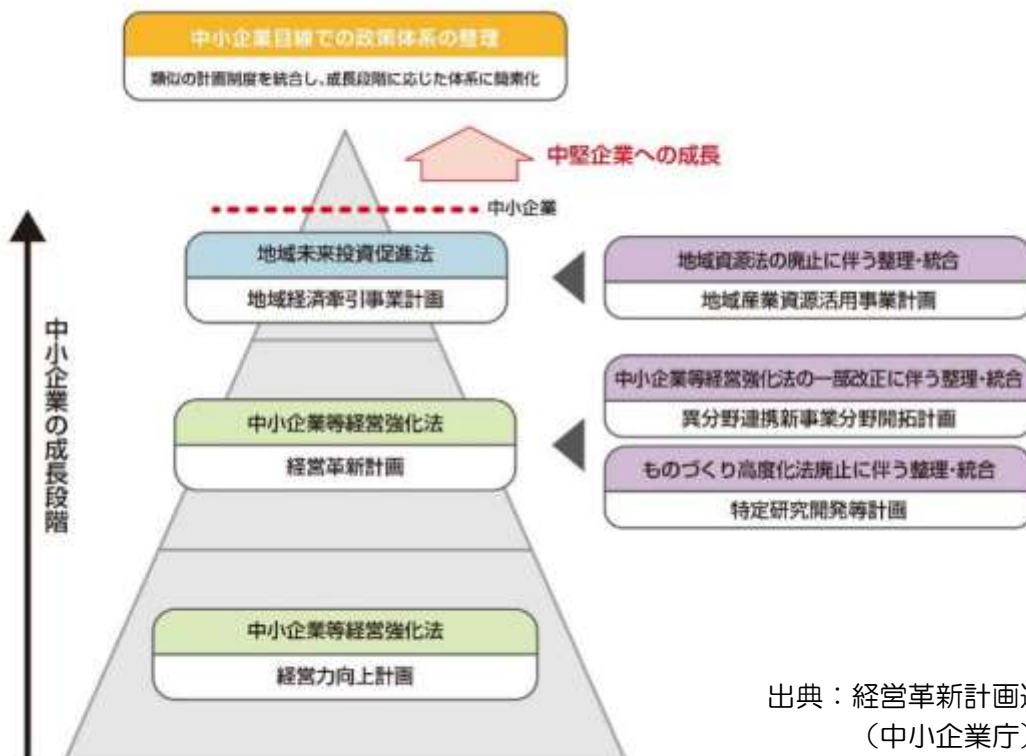 中小企業目線での政策体系の整理
類似の計画制度を統合し、成長段階に応じた体系に簡素化
中堅企業への成長
中小企業
地域未来投資促進法
地域経済牽引事業計画
地域資源法の廃止に伴う整理・統合
地域産業資源活用事業計画
中小企業の成長段階
中小企業等経営強化法の一部改正に伴う整理・統合
異分野連携新事業分野開拓計画
中小企業等経営強化法
経営革新計画
ものづくり高度化法廃止に伴う整理・統合
特定研究開発等計画
中小企業等経営強化法
経営力向上計画
出典：経営革新計画
（中小企業庁）